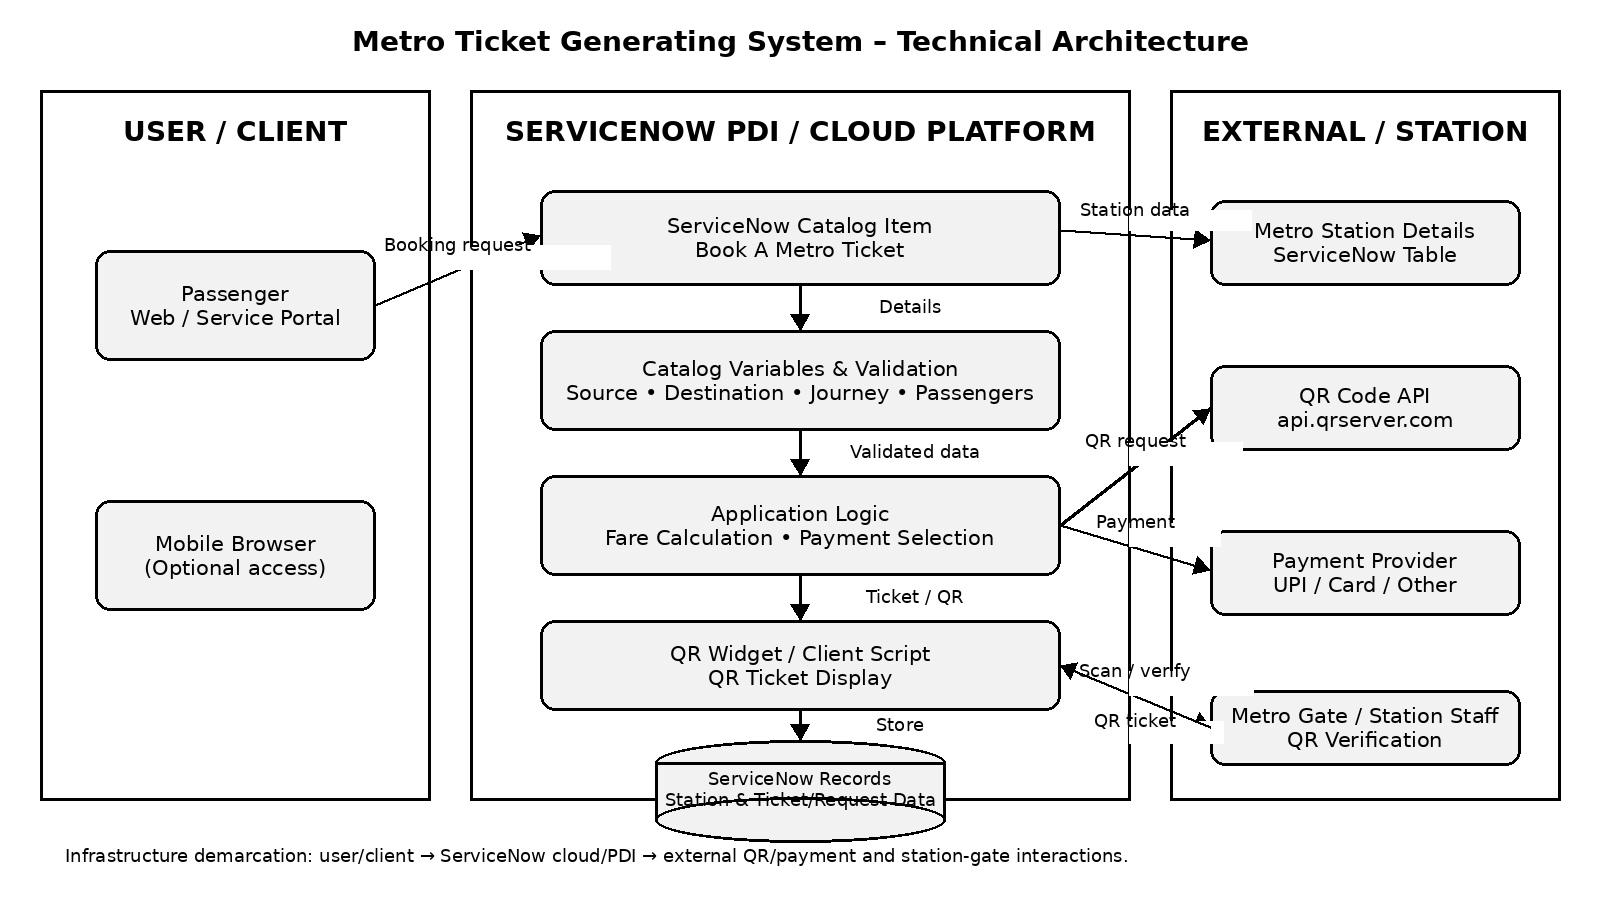 Metro Ticket Generating System – Technical Architecture
USER / CLIENT
Passenger
Web / Service Portal
Mobile Browser
(Optional access)
Booking request
SERVICENOW PDI / CLOUD PLATFORM
ServiceNow Catalog Item
Book A Metro Ticket
Details
Catalog Variables & Validation
Source • Destination • Journey • Passengers
Validated data
Application Logic
Fare Calculation • Payment Selection
Ticket / QR
QR Widget / Client Script
QR Ticket Display
Store
ServiceNow Records
Station & Ticket/Request Data
Station data
QR request
Payment
Scan / verify
QR ticket
EXTERNAL / STATION
Metro Station Details
ServiceNow Table
QR Code API
api.qrserver.com
Payment Provider
UPI / Card / Other
Metro Gate / Station Staff
QR Verification
Infrastructure demarcation: user/client → ServiceNow cloud/PDI → external QR/payment and station-gate interactions.